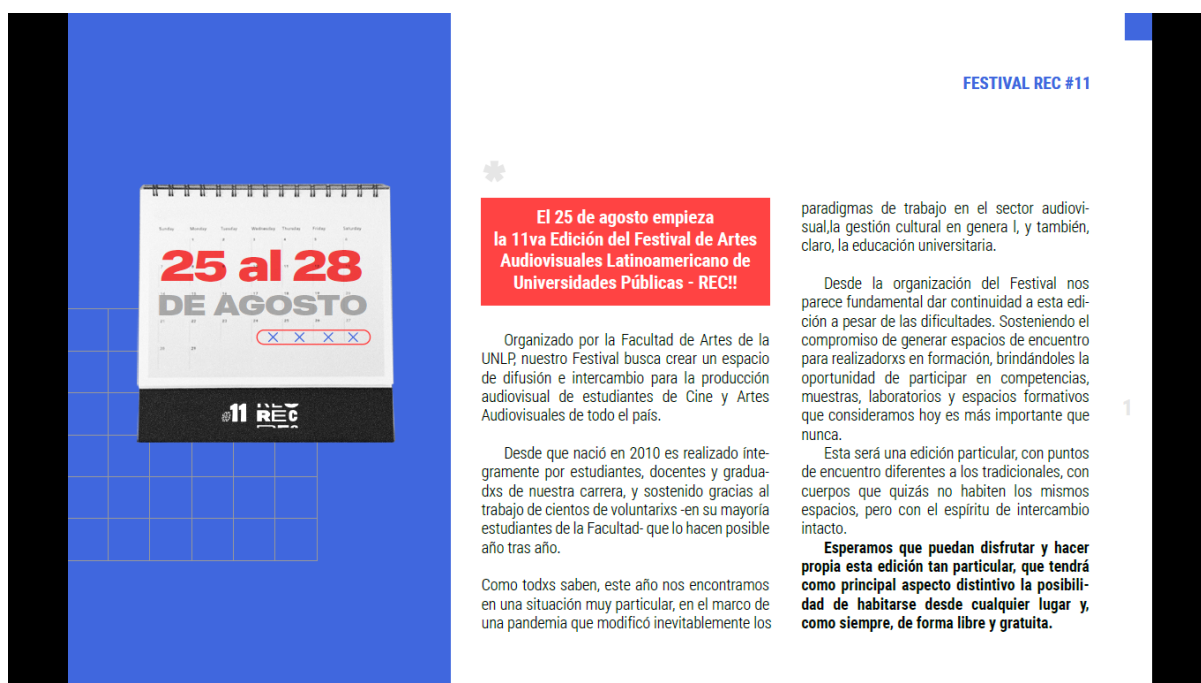 FESTIVAL REC #11
Sunday Monday Tuesday Wednesday Thursday Friday Saturday
25 al 28
DE AGOSTO
#11 REC
El 25 de agosto empieza
la 11va Edición del Festival de Artes
Audiovisuales Latinoamericano de
Universidades Públicas - REC!!
Organizado por la Facultad de Artes de la
UNLP, nuestro Festival busca crear un espacio
de difusión e intercambio para la producción
audiovisual de estudiantes de Cine y Artes
Audiovisuales de todo el país.
Desde que nació en 2010 es realizado ínte-
gramente por estudiantes, docentes y gradua-
dxs de nuestra carrera, y sostenido gracias al
trabajo de cientos de voluntarixs -en su mayoría
estudiantes de la Facultad- que lo hacen posible
año tras año.
Como todxs saben, este año nos encontramos
en una situación muy particular, en el marco de
una pandemia que modificó inevitablemente los
paradigmas de trabajo en el sector audiovi-
sual,la gestión cultural en genera l, y también,
claro, la educación universitaria.
Desde la organización del Festival nos
parece fundamental dar continuidad a esta edi-
ción a pesar de las dificultades. Sosteniendo el
compromiso de generar espacios de encuentro
para realizadorxs en formación, brindándoles la
oportunidad de participar en competencias,
muestras, laboratorios y espacios formativos
que consideramos hoy es más importante que
nunca.
Esta será una edición particular, con puntos
de encuentro diferentes a los tradicionales, con
cuerpos que quizás no habiten los mismos
espacios, pero con el espíritu de intercambio
intacto.
Esperamos que puedan disfrutar y hacer
propia esta edición tan particular, que tendrá
como principal aspecto distintivo la posibili-
dad de habitarse desde cualquier lugar y,
como siempre, de forma libre y gratuita.
1